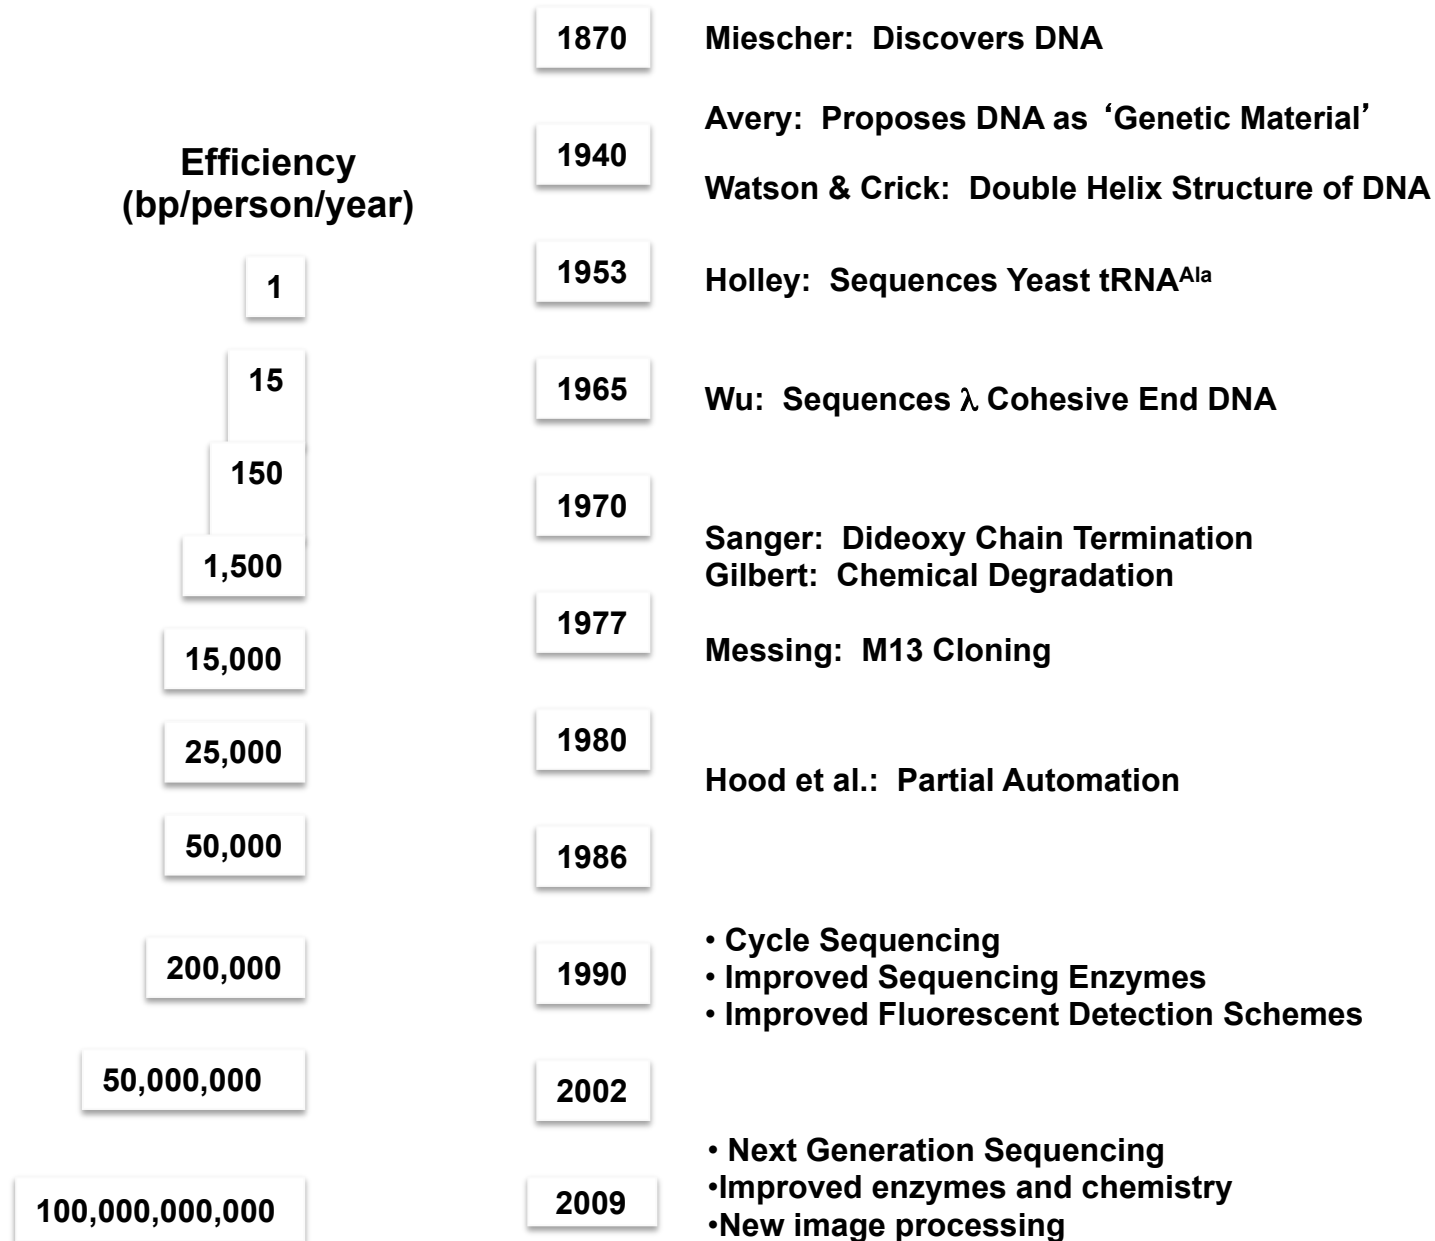 1870
Miescher:  Discovers DNA
Avery:  Proposes DNA as ‘Genetic Material’
Efficiency
(bp/person/year)
1940
Watson & Crick:  Double Helix Structure of DNA
1
1953
Holley:  Sequences Yeast tRNAAla
15
1965
Wu:  Sequences λ Cohesive End DNA
150
1970
Sanger:  Dideoxy Chain Termination
1,500
Gilbert:  Chemical Degradation
1977
15,000
Messing:  M13 Cloning
25,000
1980
Hood et al.:  Partial Automation
50,000
1986
200,000
1990
• Cycle Sequencing
• Improved Sequencing Enzymes
• Improved Fluorescent Detection Schemes
50,000,000
2002
• Next Generation Sequencing
•Improved enzymes and chemistry
•New image processing
100,000,000,000
2009